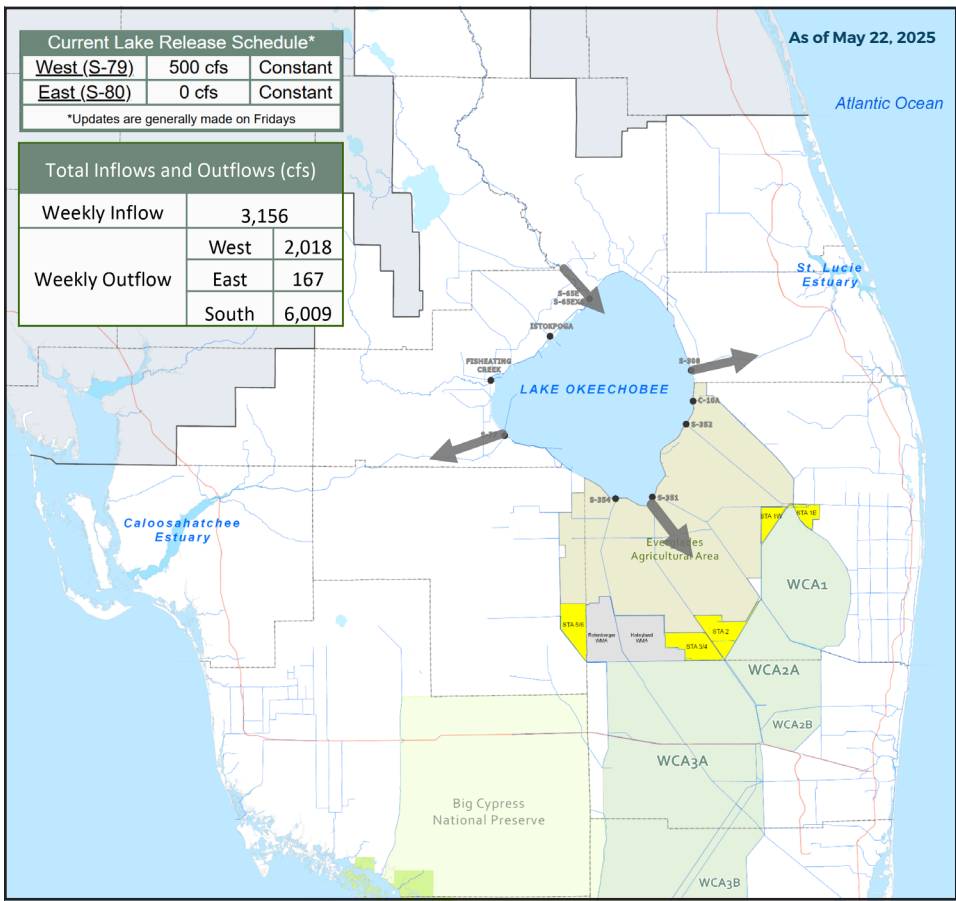 As of May 22, 2025
Current Lake Release Schedule*
West (S-79) 500 cfs Constant
East (S-80) 0 cfs Constant
*Updates are generally made on Fridays
Atlantic Ocean
Total Inflows and Outflows (cfs)
Weekly Inflow 3,156
Weekly Outflow
West 2,018
East 167
South 6,009
St. Lucie
Estuary
S-65E
S-65EX1
ISTOKPOGA
FISHEATING
CREEK
S-308
LAKE OKEECHOBEE
C-10A
S-352
S-354
S-351
Caloosahatchee
Estuary
STA 1W
STA 1E
Everglades
Agricultural Area
WCA1
STA 5/6
Rotenberger
WMA
Holeyland
WMA
STA 2
STA 3/4
WCA2A
WCA2B
WCA3A
Big Cypress
National Preserve
WCA3B